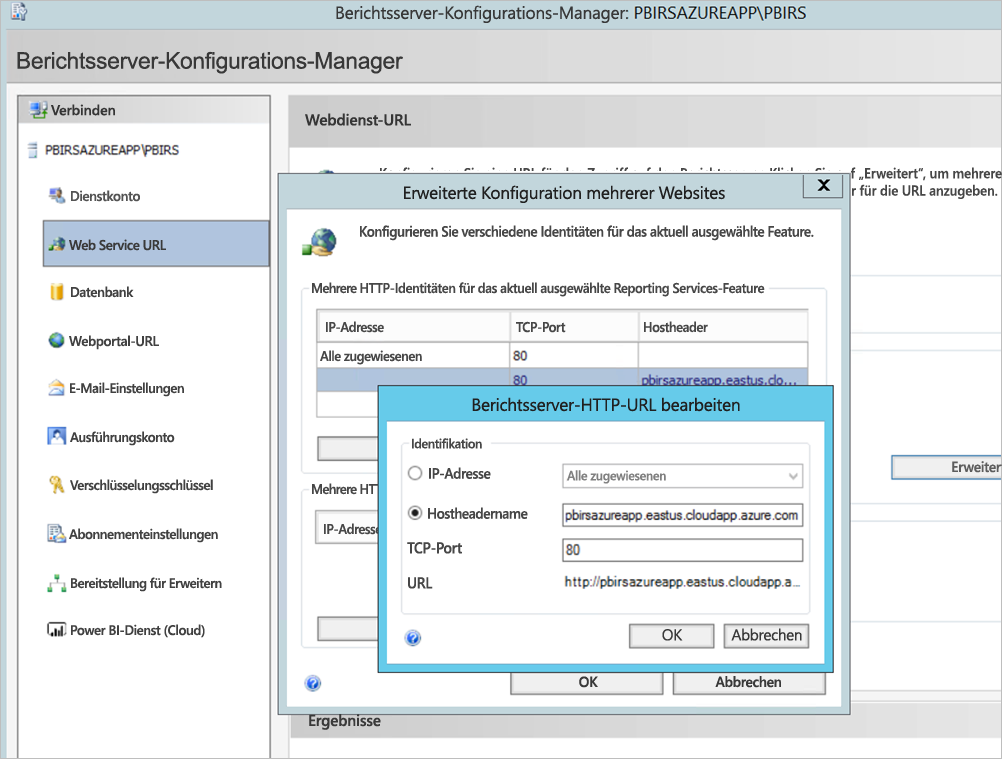 Berichtsserver-Konfigurations-Manager: PBIRSAZUREAPP\PBIRS
Berichtsserver-Konfigurations-Manager
Verbinden
PBIRSAZUREAPP\PBIRS
Dienstkonto
Web Service URL
Datenbank
Webportal-URL
E-Mail-Einstellungen
Ausführungskonto
Verschlüsselungsschlüssel
Abonnementeinstellungen
Bereitstellung für Erweitern
Power BI-Dienst (Cloud)
Webdienst-URL
f „Erweitert“, um mehrere
r für die URL anzugeben.
Erweiter
Erweiterte Konfiguration mehrerer Websites
X
Konfigurieren Sie verschiedene Identitäten für das aktuell ausgewählte Feature.
Mehrere HTTP-Identitäten für das aktuell ausgewählte Reporting Services-Feature
IP-Adresse TCP-Port Hostheader
Alle zugewiesenen 80
80 pbirsazureapp.eastus.clo...
Mehrere HT
IP-Adresse
Berichtsserver-HTTP-URL bearbeiten
Identifikation
IP-Adresse Alle zugewiesenen
Hostheadername pbirsazureapp.eastus.cloudapp.azure.com
TCP-Port 80
URL http://pbirsazureapp.eastus.cloudapp.a...
OK Abbrechen
OK Abbrechen
Ergebnisse